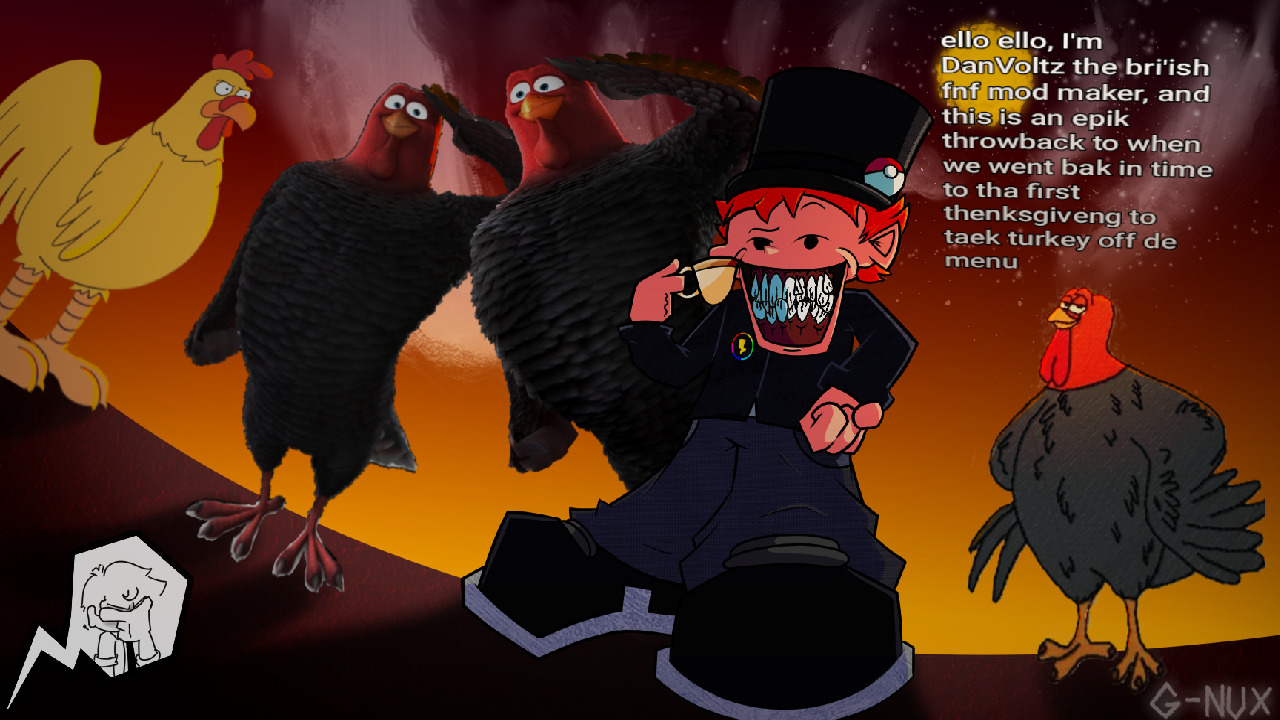 ello ello, I'm
DanVoltz the bri'ish
fnf mod maker, and
this is an epik
throwback to when
we went bak in time
to tha first
thenksgiveng to
taek turkey off de
menu
G-NUX